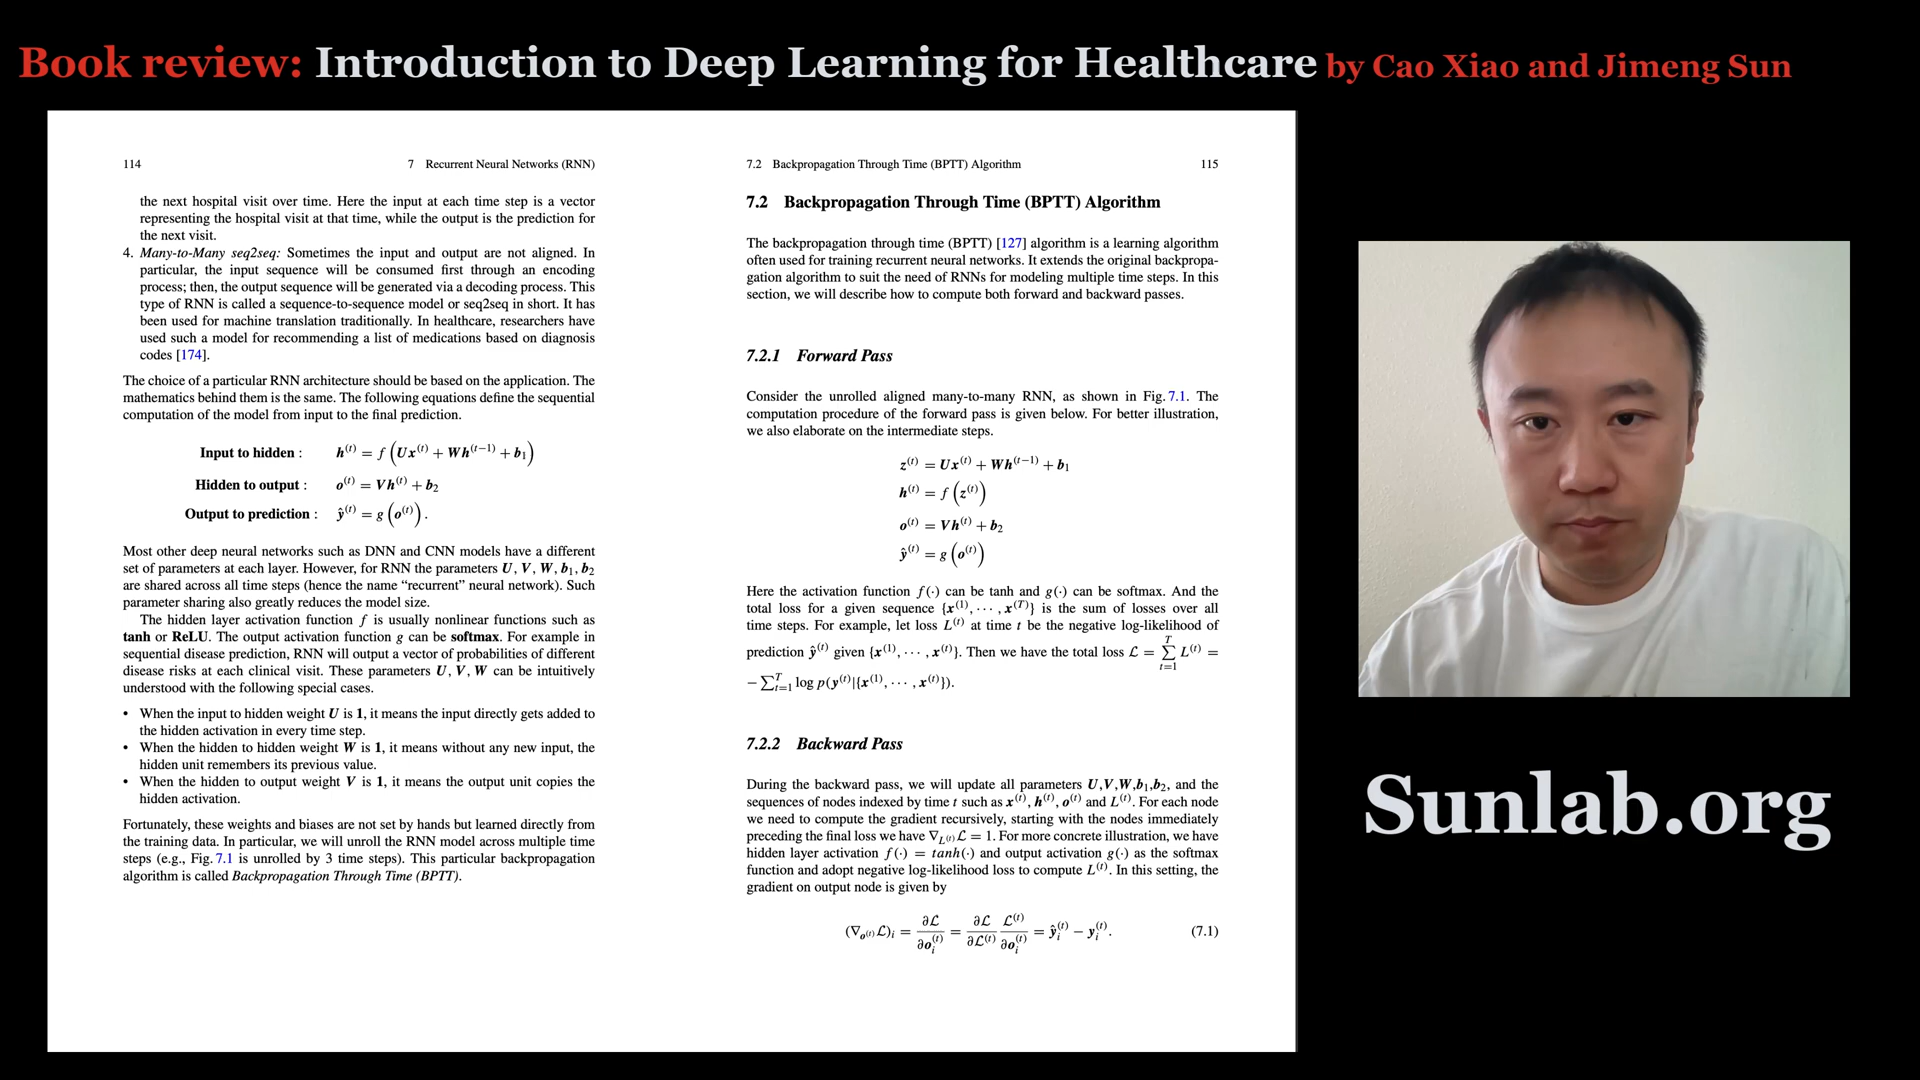 Book review: Introduction to Deep Learning for Healthcare by Cao Xiao and Jimeng Sun
114 7 Recurrent Neural Networks (RNN)
the next hospital visit over time. Here the input at each time step is a vector
representing the hospital visit at that time, while the output is the prediction for
the next visit.
4. Many-to-Many seq2seq: Sometimes the input and output are not aligned. In
particular, the input sequence will be consumed first through an encoding
process; then, the output sequence will be generated via a decoding process. This
type of RNN is called a sequence-to-sequence model or seq2seq in short. It has
been used for machine translation traditionally. In healthcare, researchers have
used such a model for recommending a list of medications based on diagnosis
codes [174].
The choice of a particular RNN architecture should be based on the application. The
mathematics behind them is the same. The following equations define the sequential
computation of the model from input to the final prediction.
Input to hidden : h^(t) = f (Ux^(t) + Wh^(t−1) + b₁)
Hidden to output : o^(t) = Vh^(t) + b₂
Output to prediction : ŷ^(t) = g (o^(t)).
Most other deep neural networks such as DNN and CNN models have a different
set of parameters at each layer. However, for RNN the parameters U, V, W, b₁, b₂
are shared across all time steps (hence the name “recurrent” neural network). Such
parameter sharing also greatly reduces the model size.
The hidden layer activation function f is usually nonlinear functions such as
tanh or ReLU. The output activation function g can be softmax. For example in
sequential disease prediction, RNN will output a vector of probabilities of different
disease risks at each clinical visit. These parameters U, V, W can be intuitively
understood with the following special cases.
• When the input to hidden weight U is 1, it means the input directly gets added to
the hidden activation in every time step.
• When the hidden to hidden weight W is 1, it means without any new input, the
hidden unit remembers its previous value.
• When the hidden to output weight V is 1, it means the output unit copies the
hidden activation.
Fortunately, these weights and biases are not set by hands but learned directly from
the training data. In particular, we will unroll the RNN model across multiple time
steps (e.g., Fig. 7.1 is unrolled by 3 time steps). This particular backpropagation
algorithm is called Backpropagation Through Time (BPTT).
7.2 Backpropagation Through Time (BPTT) Algorithm 115
7.2 Backpropagation Through Time (BPTT) Algorithm
The backpropagation through time (BPTT) [127] algorithm is a learning algorithm
often used for training recurrent neural networks. It extends the original backpropa-
gation algorithm to suit the need of RNNs for modeling multiple time steps. In this
section, we will describe how to compute both forward and backward passes.
7.2.1 Forward Pass
Consider the unrolled aligned many-to-many RNN, as shown in Fig. 7.1. The
computation procedure of the forward pass is given below. For better illustration,
we also elaborate on the intermediate steps.
z^(t) = Ux^(t) + Wh^(t−1) + b₁
h^(t) = f (z^(t))
o^(t) = Vh^(t) + b₂
ŷ^(t) = g (o^(t))
Here the activation function f(·) can be tanh and g(·) can be softmax. And the
total loss for a given sequence {x^(1), ··· , x^(T)} is the sum of losses over all
time steps. For example, let loss L^(t) at time t be the negative log-likelihood of
prediction ŷ^(t) given {x^(1), ··· , x^(t)}. Then we have the total loss ℒ = ∑_{t=1}^{T} L^(t) =
− ∑_{t=1}^{T} log p(y^(t)|{x^(1), ··· , x^(t)}).
7.2.2 Backward Pass
During the backward pass, we will update all parameters U,V,W,b₁,b₂, and the
sequences of nodes indexed by time t such as x^(t), h^(t), o^(t) and L^(t). For each node
we need to compute the gradient recursively, starting with the nodes immediately
preceding the final loss we have ∇_{L^(t)} ℒ = 1. For more concrete illustration, we have
hidden layer activation f(·) = tanh(·) and output activation g(·) as the softmax
function and adopt negative log-likelihood loss to compute L^(t). In this setting, the
gradient on output node is given by
(∇_{o^(t)} ℒ)_i = ∂ℒ/∂o_i^(t) = ∂ℒ/∂ℒ^(t) ℒ^(t)/∂o_i^(t) = ŷ_i^(t) − y_i^(t). (7.1)
Sunlab.org